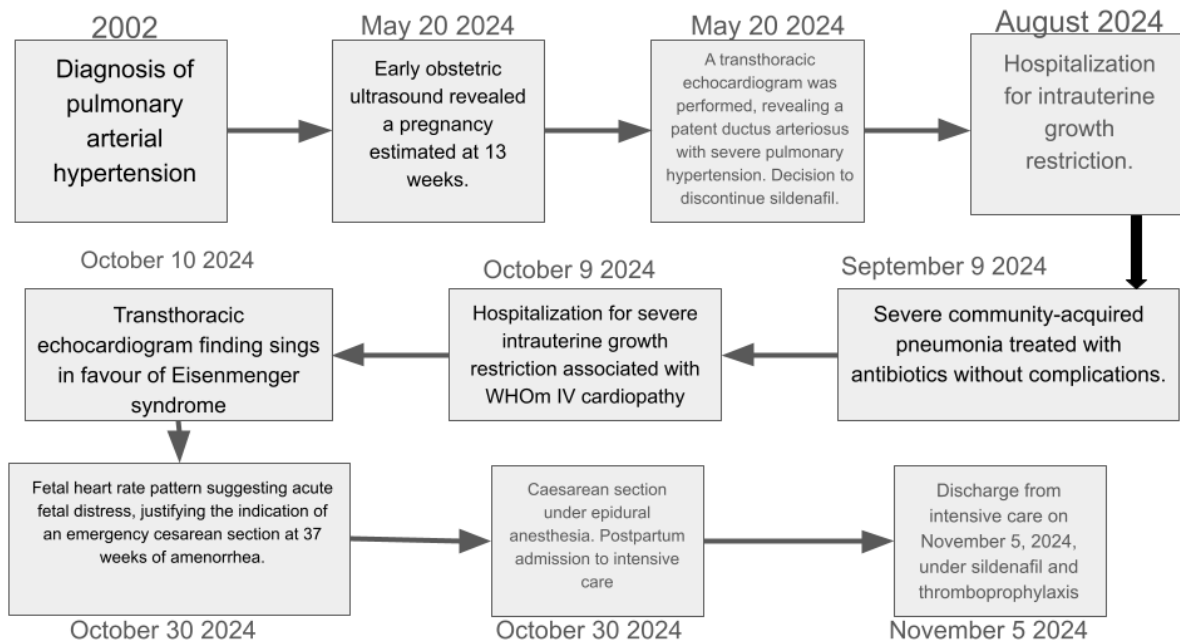 2002
Diagnosis of
pulmonary
arterial
hypertension
May 20 2024
Early obstetric
ultrasound revealed
a pregnancy
estimated at 13
weeks.
May 20 2024
A transthoracic
echocardiogram was
performed, revealing a
patent ductus arteriosus
with severe pulmonary
hypertension. Decision to
discontinue sildenafil.
August 2024
Hospitalization
for intrauterine
growth
restriction.
September 9 2024
Severe community-acquired
pneumonia treated with
antibiotics without complications.
October 9 2024
Hospitalization for severe
intrauterine growth
restriction associated with
WHOm IV cardiopathy
October 10 2024
Transthoracic
echocardiogram finding sings
in favour of Eisenmenger
syndrome
Fetal heart rate pattern suggesting acute
fetal distress, justifying the indication of
an emergency cesarean section at 37
weeks of amenorrhea.
October 30 2024
Caesarean section
under epidural
anesthesia. Postpartum
admission to intensive
care
October 30 2024
Discharge from
intensive care on
November 5, 2024,
under sildenafil and
thromboprophylaxis
November 5 2024